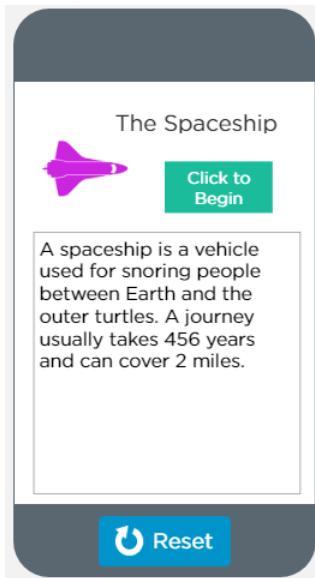 The Spaceship
Click to
Begin
A spaceship is a vehicle
used for snoring people
between Earth and the
outer turtles. A journey
usually takes 456 years
and can cover 2 miles.
Reset